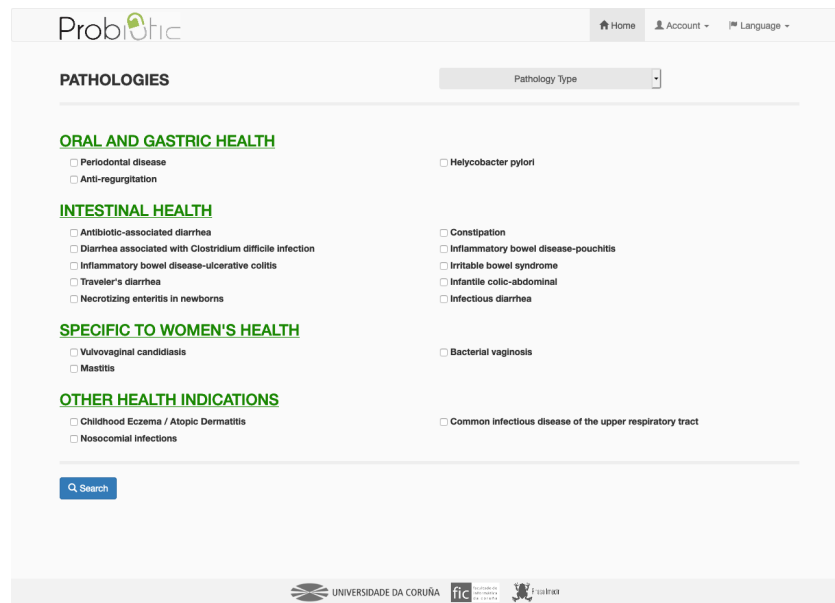 Probiotic
Home Account Language
PATHOLOGIES
Pathology Type
ORAL AND GASTRIC HEALTH
Periodontal disease Helycobacter pylori
Anti-regurgitation
INTESTINAL HEALTH
Antibiotic-associated diarrhea Constipation
Diarrhea associated with Clostridium difficile infection Inflammatory bowel disease-pouchitis
Inflammatory bowel disease-ulcerative colitis Irritable bowel syndrome
Traveler's diarrhea Infantile colic-abdominal
Necrotizing enteritis in newborns Infectious diarrhea
SPECIFIC TO WOMEN'S HEALTH
Vulvovaginal candidiasis Bacterial vaginosis
Mastitis
OTHER HEALTH INDICATIONS
Childhood Eczema / Atopic Dermatitis Common infectious disease of the upper respiratory tract
Nosocomial infections
Search
UNIVERSIDADE DA CORUÑA fic